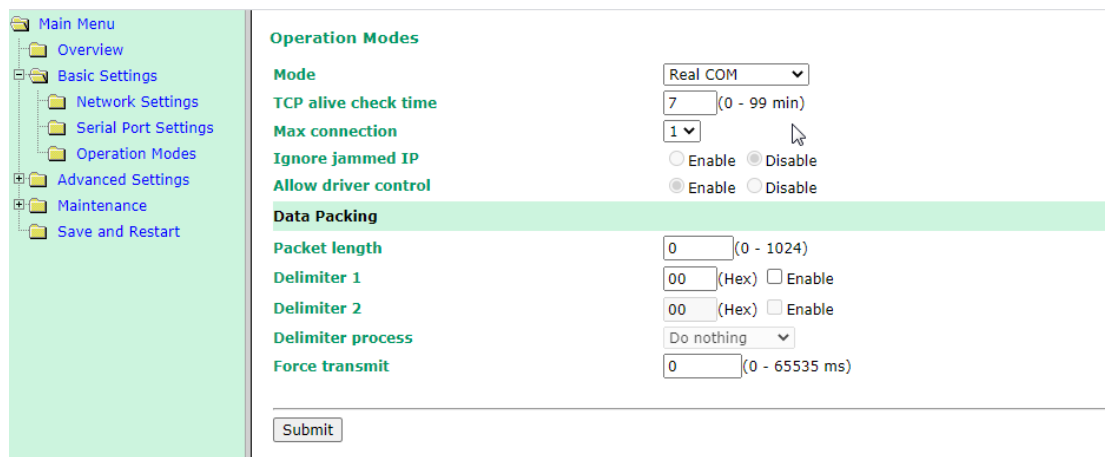 Main Menu
Overview
Basic Settings
Network Settings
Serial Port Settings
Operation Modes
Advanced Settings
Maintenance
Save and Restart
Operation Modes
Mode Real COM
TCP alive check time 7 (0 - 99 min)
Max connection 1
Ignore jammed IP Enable Disable
Allow driver control Enable Disable
Data Packing
Packet length 0 (0 - 1024)
Delimiter 1 00 (Hex) Enable
Delimiter 2 00 (Hex) Enable
Delimiter process Do nothing
Force transmit 0 (0 - 65535 ms)
Submit